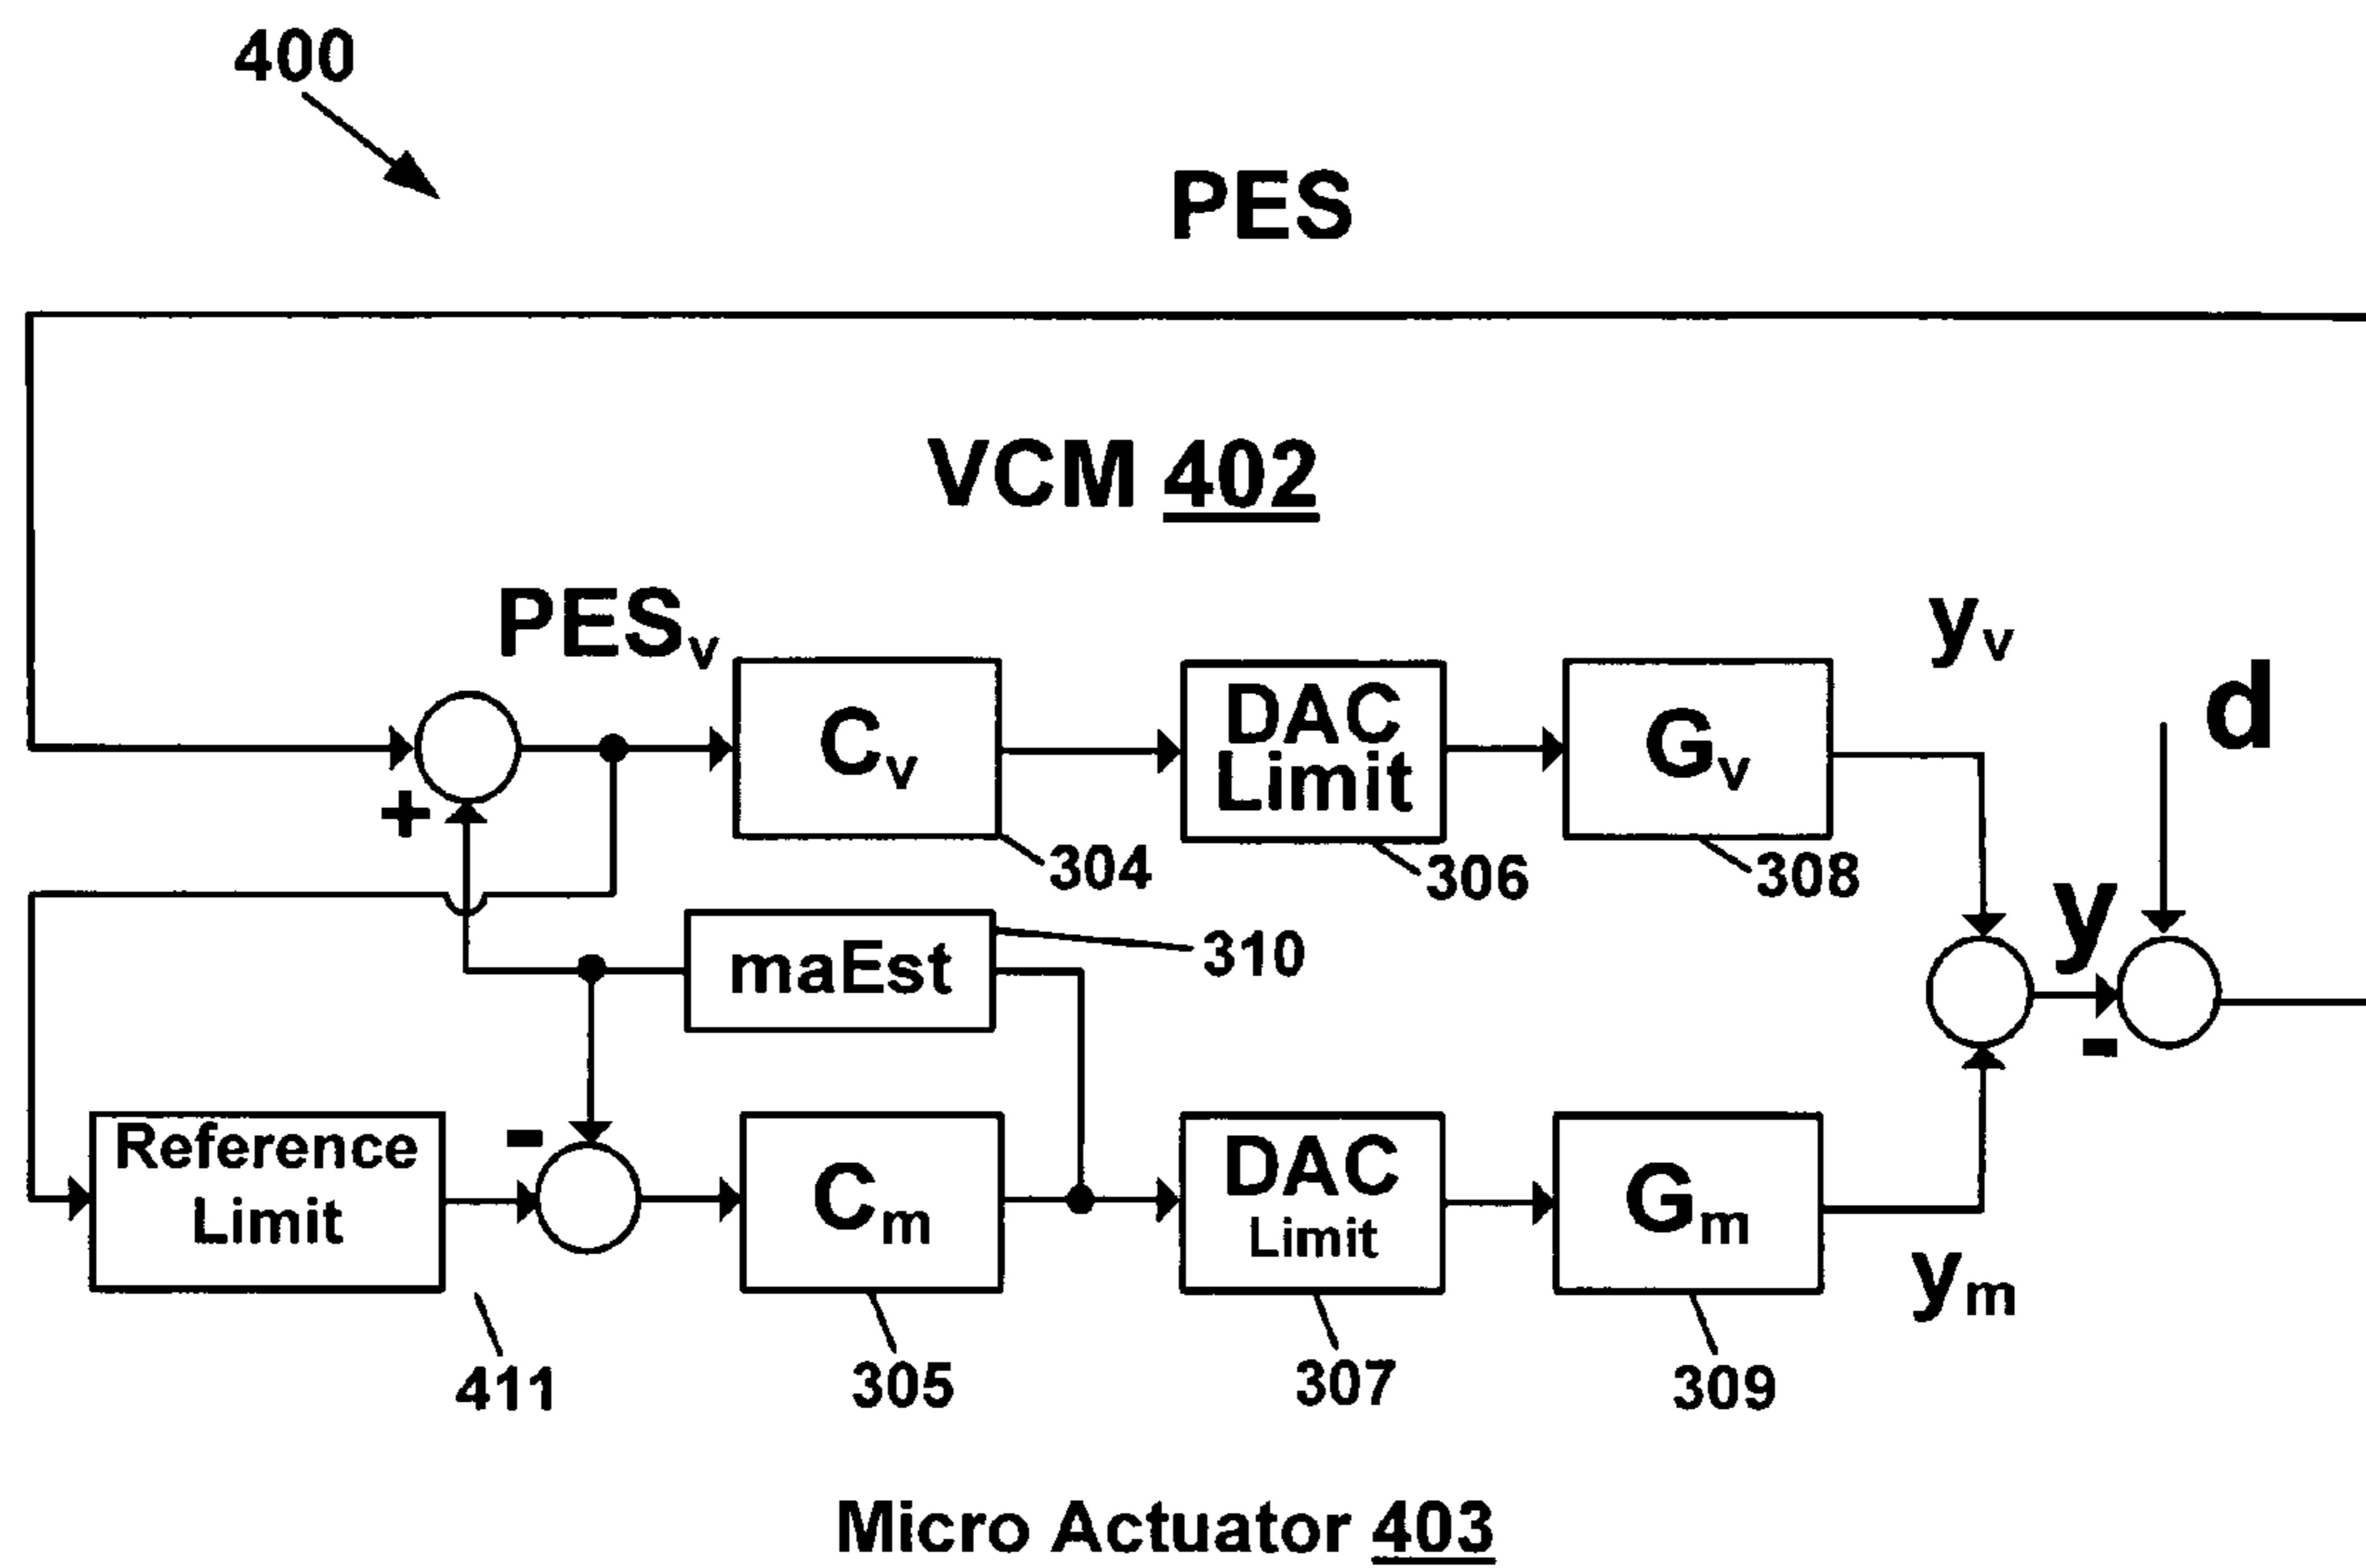 400
PES
VCM 402
PESv
yv
d
Cv
DAC
Limit
Gv
+
304
306
308
y
maEst
310
-
Reference
Limit
-
Cm
DAC
Limit
Gm
ym
411
305
307
309
Micro Actuator 403